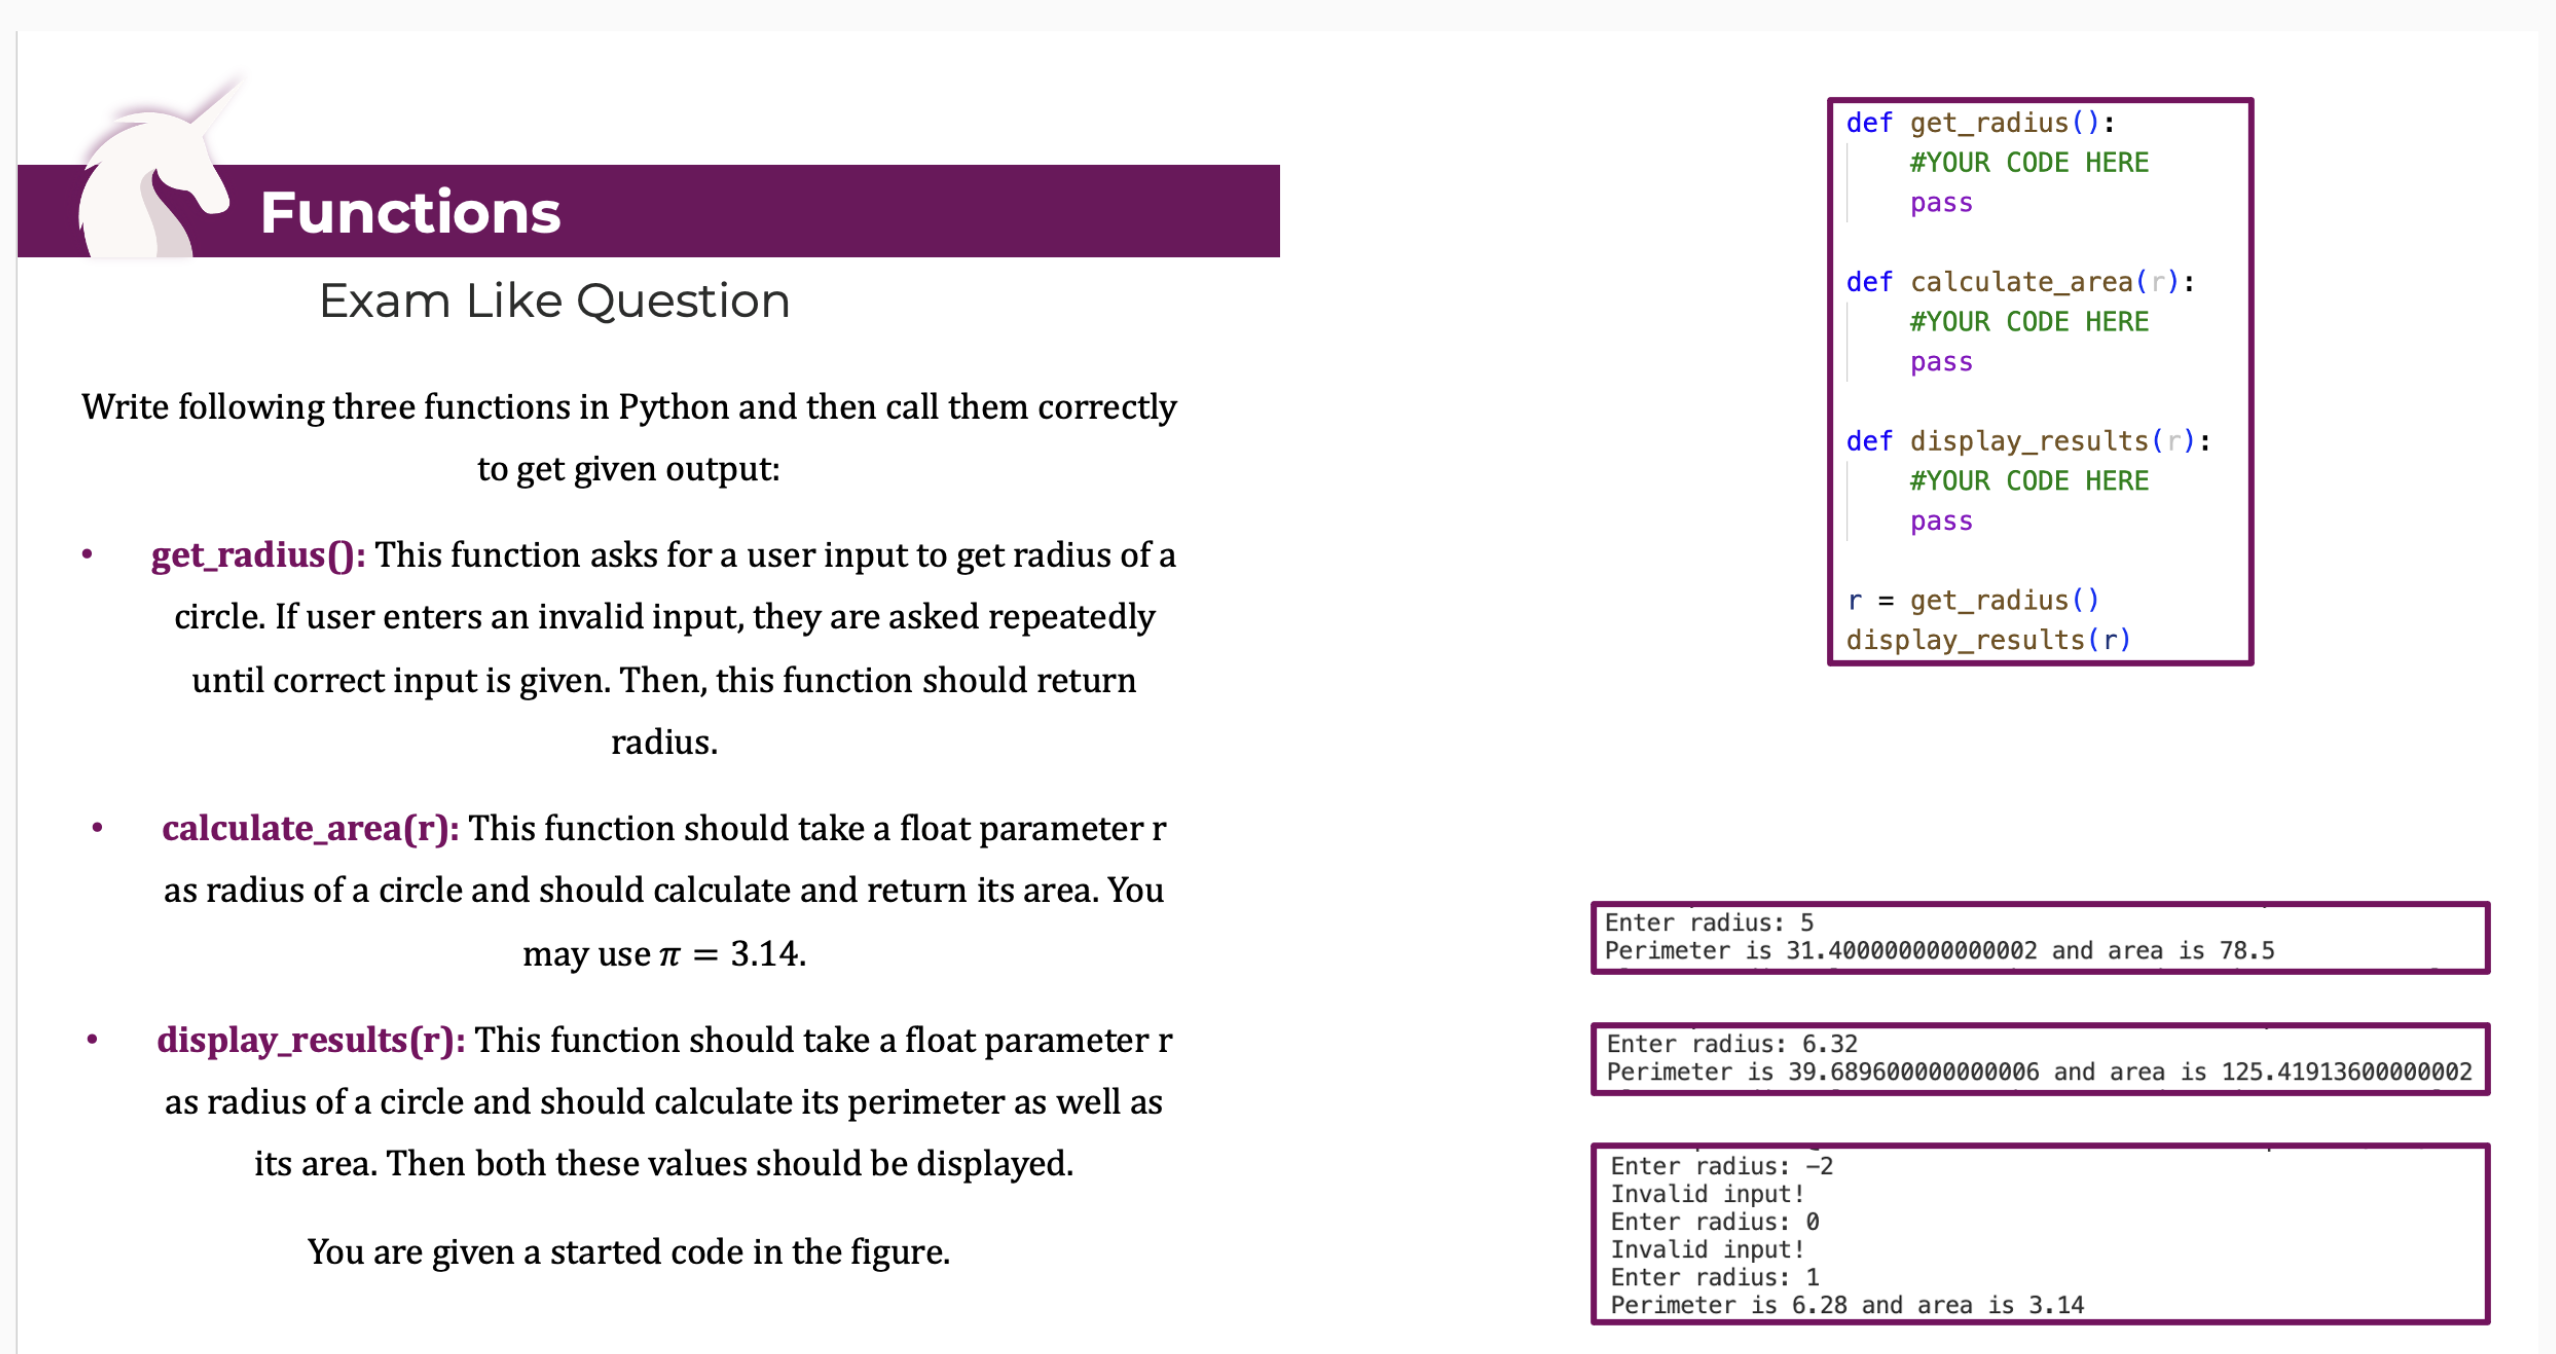 Functions
Exam Like Question
Write following three functions in Python and then call them correctly
to get given output:
• get_radius(): This function asks for a user input to get radius of a
circle. If user enters an invalid input, they are asked repeatedly
until correct input is given. Then, this function should return
radius.
• calculate_area(r): This function should take a float parameter r
as radius of a circle and should calculate and return its area. You
may use π = 3.14.
• display_results(r): This function should take a float parameter r
as radius of a circle and should calculate its perimeter as well as
its area. Then both these values should be displayed.
You are given a started code in the figure.
def get_radius():
    #YOUR CODE HERE
    pass
def calculate_area(r):
    #YOUR CODE HERE
    pass
def display_results(r):
    #YOUR CODE HERE
    pass
r = get_radius()
display_results(r)
Enter radius: 5
Perimeter is 31.400000000000002 and area is 78.5
Enter radius: 6.32
Perimeter is 39.689600000000006 and area is 125.41913600000002
Enter radius: -2
Invalid input!
Enter radius: 0
Invalid input!
Enter radius: 1
Perimeter is 6.28 and area is 3.14